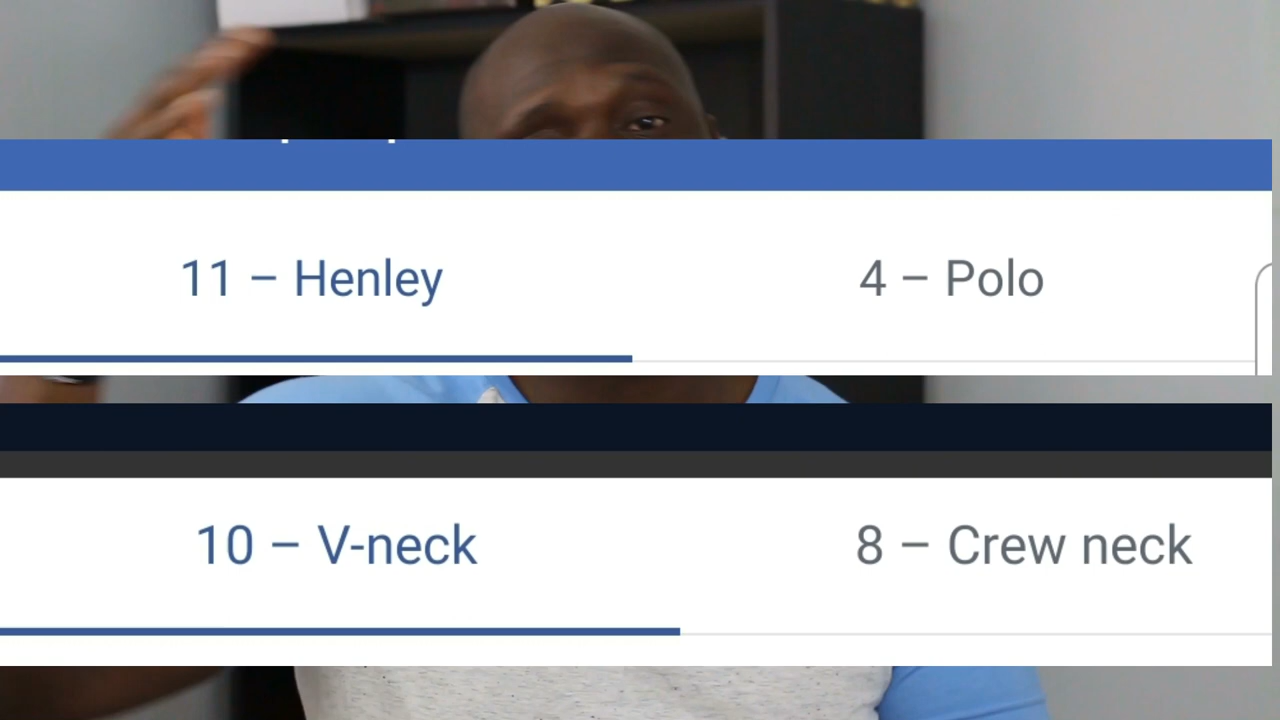 11 – Henley
4 – Polo
10 – V-neck
8 – Crew neck